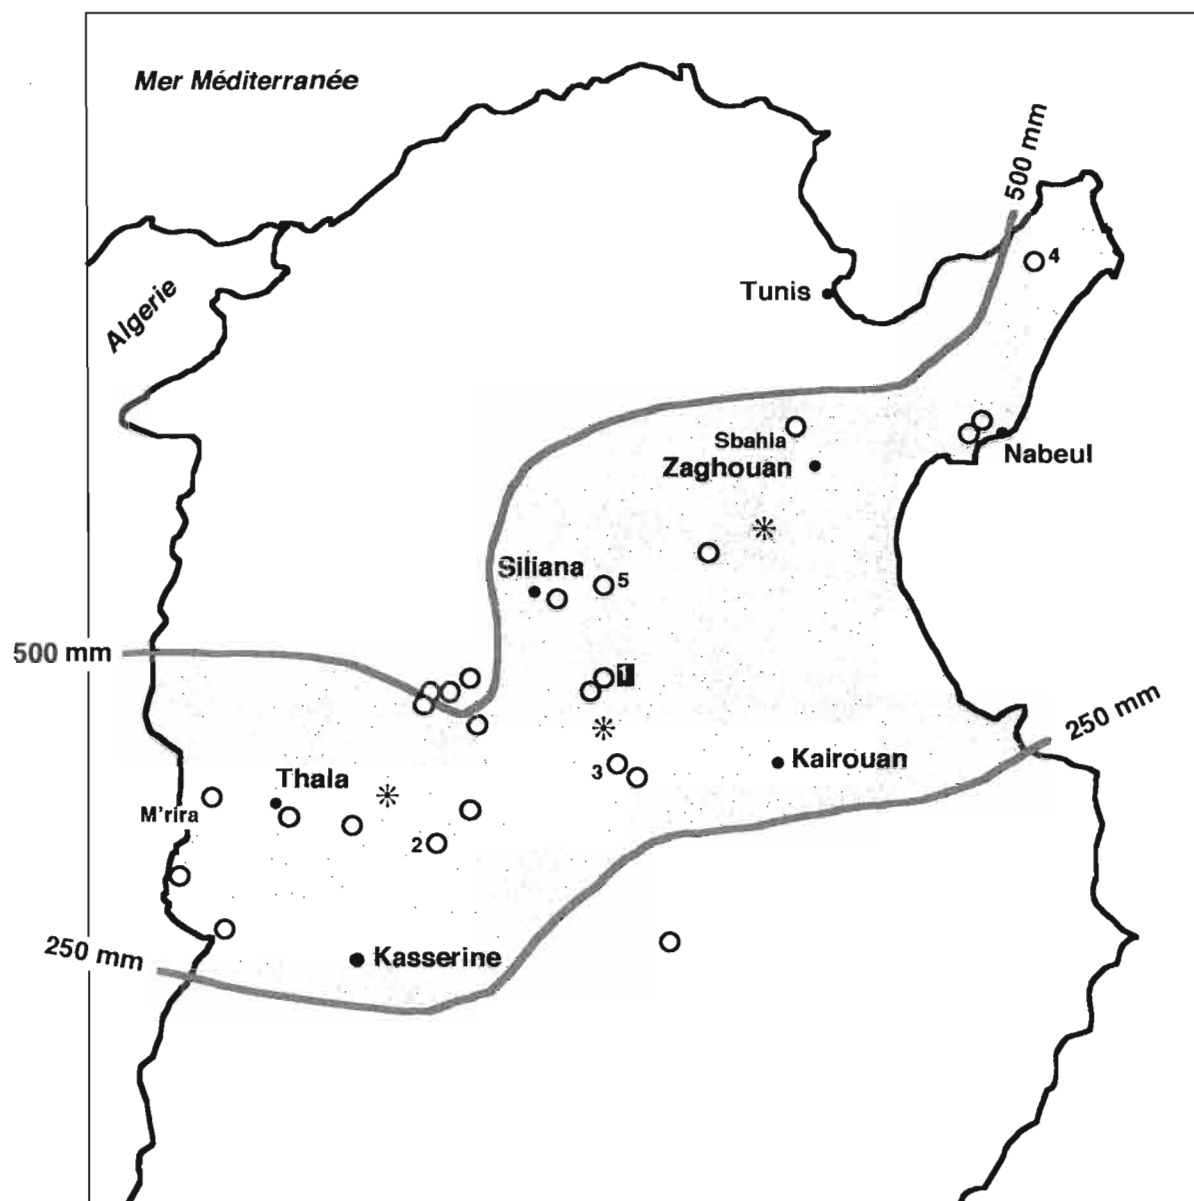 Mer Méditerranée
500 mm
4
Algerie
Tunis
Sbahia
Zaghouan
Nabeul
Siliana
5
500 mm
1
250 mm
Kairouan
3
Thala
M'rira
2
250 mm
Kasserine